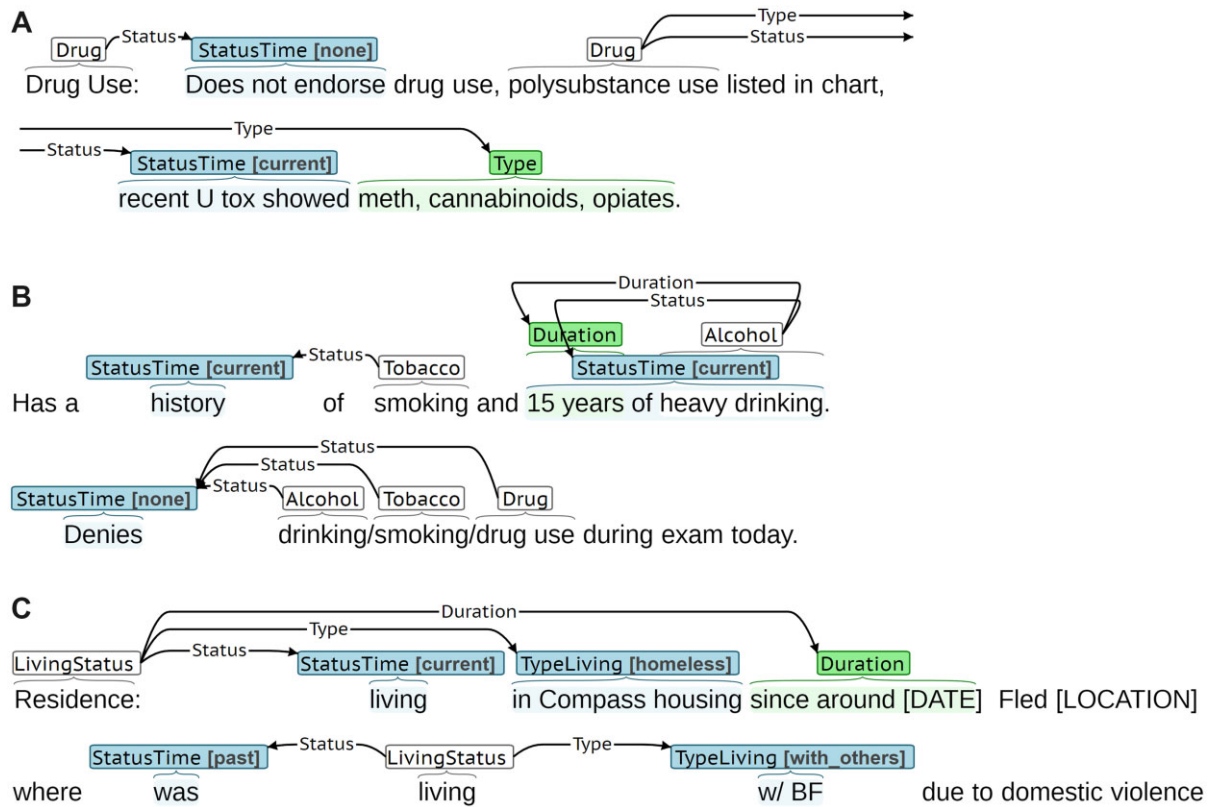 A
Type
Status
Drug Status StatusTime [none] Drug
Drug Use: Does not endorse drug use, polysubstance use listed in chart,
Type
Status StatusTime [current] Type
recent U tox showed meth, cannabinoids, opiates.
B
Duration
Status
Duration Alcohol
StatusTime [current] Status Tobacco StatusTime [current]
Has a history of smoking and 15 years of heavy drinking.
Status
Status
StatusTime [none] Status Alcohol Tobacco Drug
Denies drinking/smoking/drug use during exam today.
C
Duration
Type
LivingStatus Status StatusTime [current] TypeLiving [homeless] Duration
Residence: living in Compass housing since around [DATE] Fled [LOCATION]
StatusTime [past] Status LivingStatus Type TypeLiving [with_others]
where was living w/ BF due to domestic violence